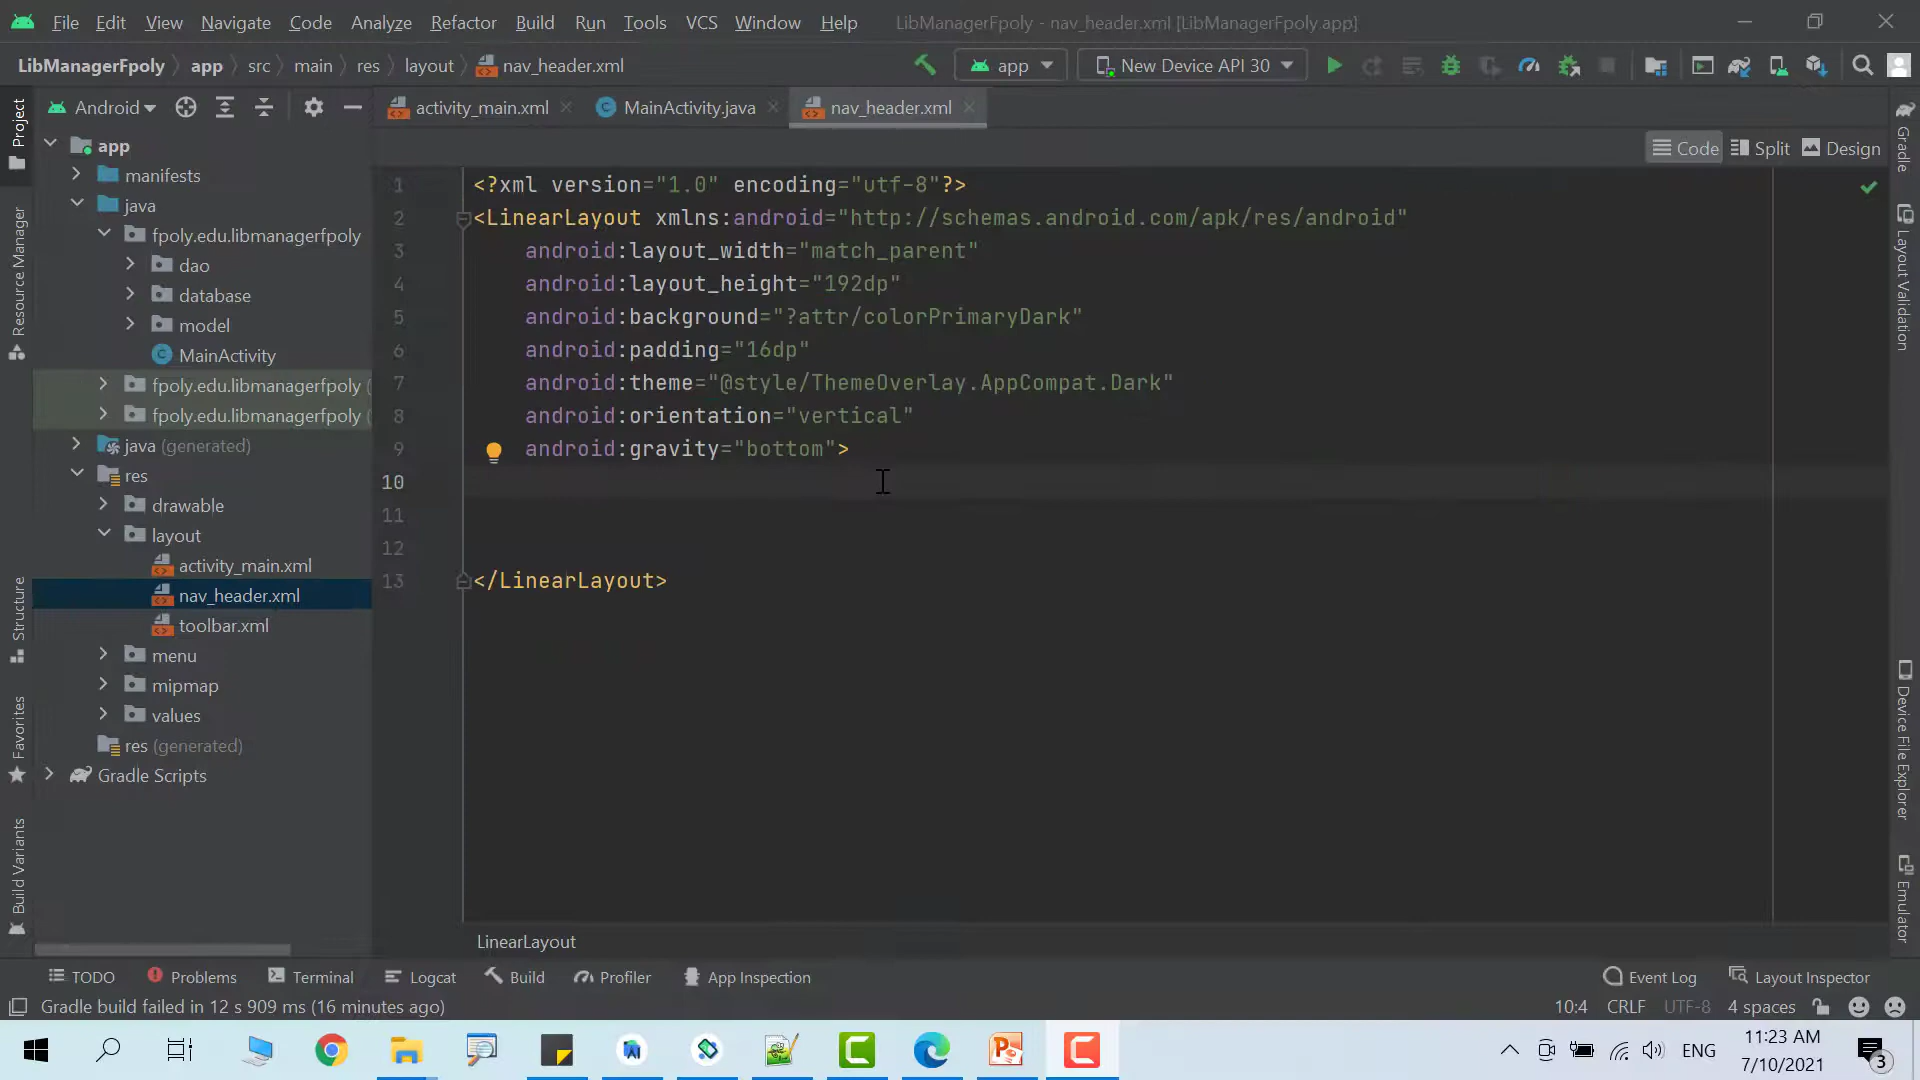 File Edit View Navigate Code Analyze Refactor Build Run Tools VCS Window Help LibManagerFpoly - nav_header.xml [LibManagerFpoly.app]
LibManagerFpoly app src main res layout nav_header.xml app New Device API 30
Android activity_main.xml MainActivity.java nav_header.xml
Code Split Design
Project
Resource Manager
Structure
Favorites
Build Variants
app
manifests
java
fpoly.edu.libmanagerfpoly
dao
database
model
MainActivity
fpoly.edu.libmanagerfpoly (
fpoly.edu.libmanagerfpoly (
java (generated)
res
drawable
layout
activity_main.xml
nav_header.xml
toolbar.xml
menu
mipmap
values
res (generated)
Gradle Scripts
1 <?xml version="1.0" encoding="utf-8"?>
2 <LinearLayout xmlns:android="http://schemas.android.com/apk/res/android"
3 android:layout_width="match_parent"
4 android:layout_height="192dp"
5 android:background="?attr/colorPrimaryDark"
6 android:padding="16dp"
7 android:theme="@style/ThemeOverlay.AppCompat.Dark"
8 android:orientation="vertical"
9 android:gravity="bottom">
10
11
12
13 </LinearLayout>
LinearLayout
Gradle
Layout Validation
Device File Explorer
Emulator
TODO Problems Terminal Logcat Build Profiler App Inspection Event Log Layout Inspector
Gradle build failed in 12 s 909 ms (16 minutes ago) 10:4 CRLF UTF-8 4 spaces
ENG 11:23 AM
7/10/2021
3